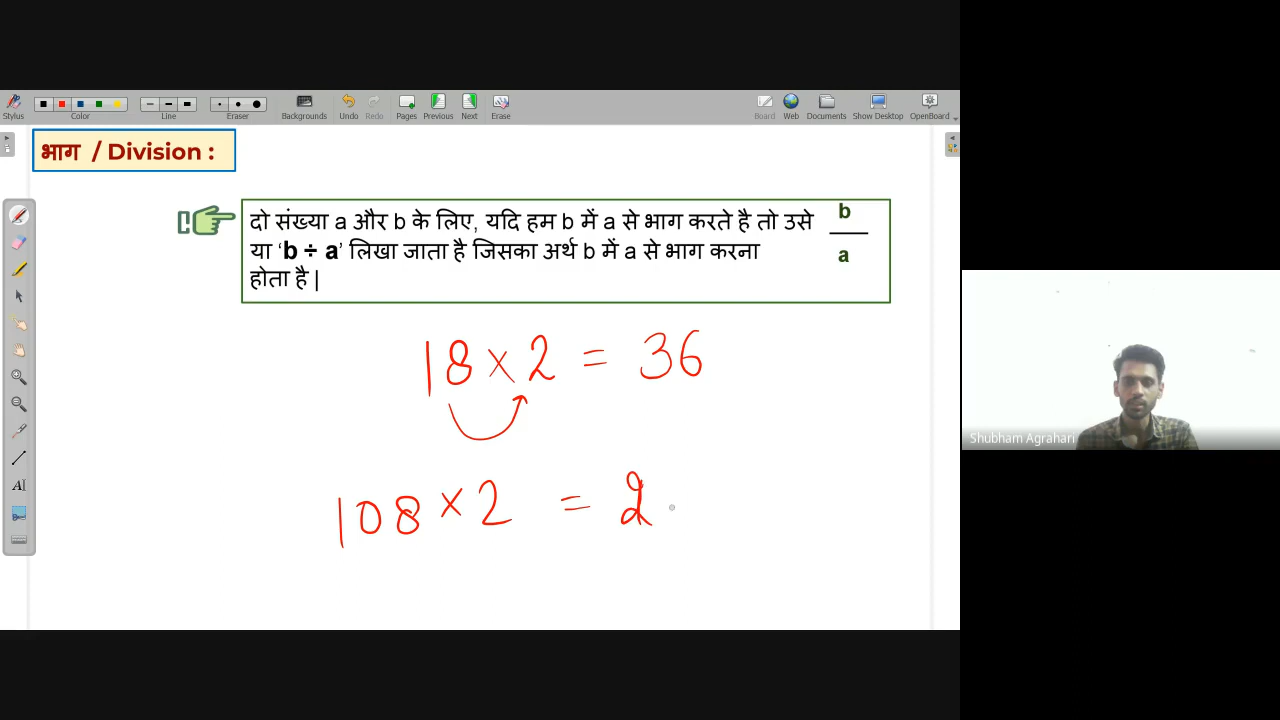 Stylus Color Line Eraser Backgrounds Undo Redo Pages Previous Next Erase Board Web Documents Show Desktop OpenBoard
भाग / Division :
दो संख्या a और b के लिए, यदि हम b में a से भाग करते है तो उसे b
या ‘b ÷ a’ लिखा जाता है जिसका अर्थ b में a से भाग करना a
होता है |
18 × 2 = 36
108 × 2 = 2
Shubham Agrahari